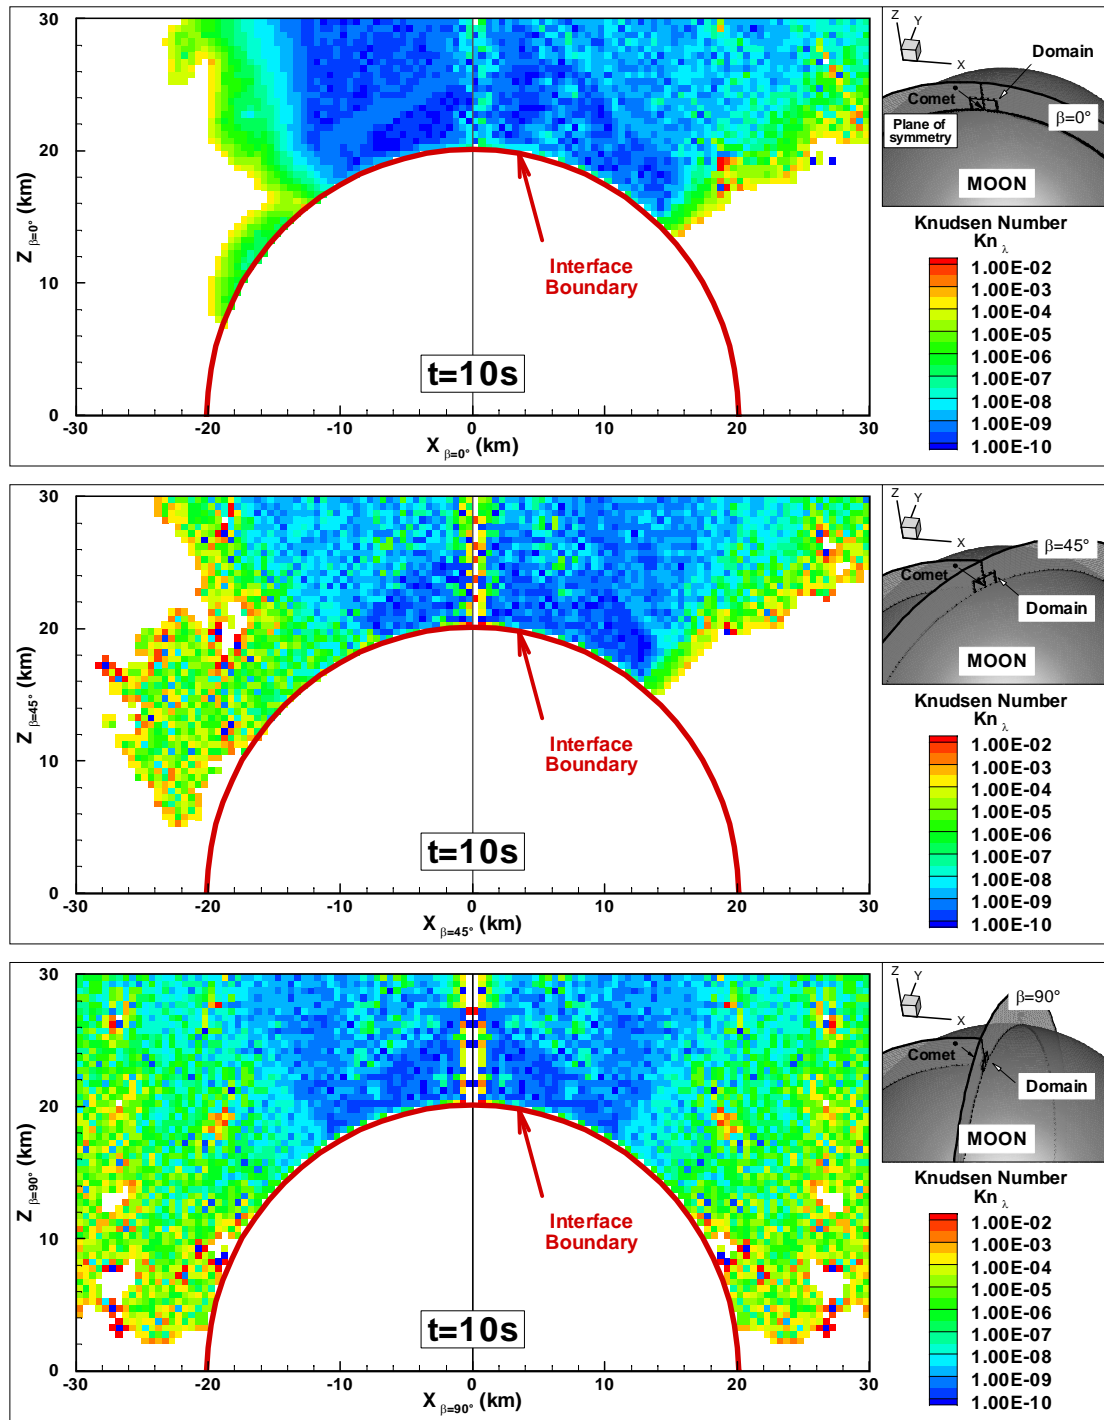 30
20
10
0
Z β=0° (km)
-30 -20 -10 0 10 20 30
X β=0° (km)
Interface
Boundary
t=10s
Z
Y
X
Domain
Comet
β=0°
Plane of
symmetry
MOON
Knudsen Number
Kn λ
1.00E-02
1.00E-03
1.00E-04
1.00E-05
1.00E-06
1.00E-07
1.00E-08
1.00E-09
1.00E-10
30
20
10
0
Z β=45° (km)
-30 -20 -10 0 10 20 30
X β=45° (km)
Interface
Boundary
t=10s
Z
Y
X
β=45°
Comet
Domain
MOON
Knudsen Number
Kn λ
1.00E-02
1.00E-03
1.00E-04
1.00E-05
1.00E-06
1.00E-07
1.00E-08
1.00E-09
1.00E-10
30
20
10
0
Z β=90° (km)
-30 -20 -10 0 10 20 30
X β=90° (km)
Interface
Boundary
t=10s
Z
Y
X
β=90°
Comet
Domain
MOON
Knudsen Number
Kn λ
1.00E-02
1.00E-03
1.00E-04
1.00E-05
1.00E-06
1.00E-07
1.00E-08
1.00E-09
1.00E-10